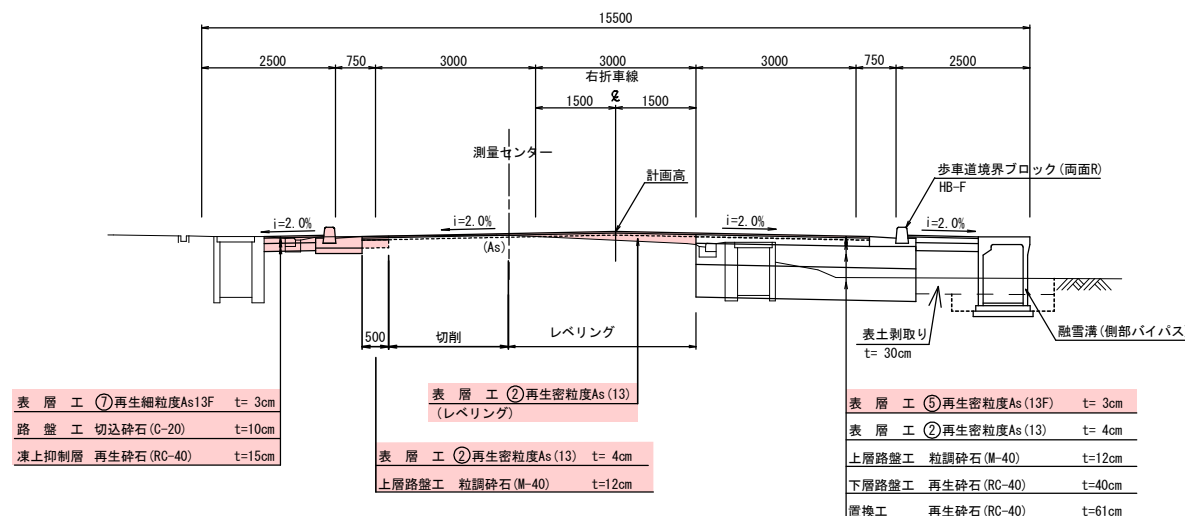 15500
2500 750 3000 3000 3000 750 2500
右折車線
1500 ℄ 1500
測量センター
計画高
歩車道境界ブロック(両面R)
HB-F
i=2.0% i=2.0% i=2.0% i=2.0%
(As)
500 切削 レベリング
表土剥取り
t= 30cm
融雪溝(側部バイパス)
表 層 工 ⑦再生細粒度As13F t= 3cm
路 盤 工 切込砕石(C-20) t=10cm
凍上抑制層 再生砕石(RC-40) t=15cm
表 層 工 ②再生密粒度As(13)
(レベリング)
表 層 工 ②再生密粒度As(13) t= 4cm
上層路盤工 粒調砕石(M-40) t=12cm
表 層 工 ⑤再生密粒度As(13F) t= 3cm
表 層 工 ②再生密粒度As(13) t= 4cm
上層路盤工 粒調砕石(M-40) t=12cm
下層路盤工 再生砕石(RC-40) t=40cm
置換工 再生砕石(RC-40) t=61cm